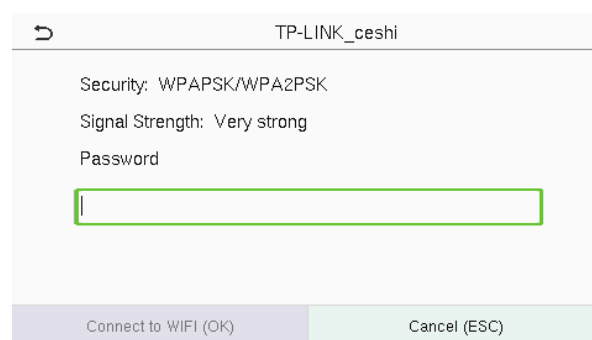 TP-LINK_ceshi
Security: WPAPSK/WPA2PSK
Signal Strength: Very strong
Password
Connect to WIFI (OK)
Cancel (ESC)